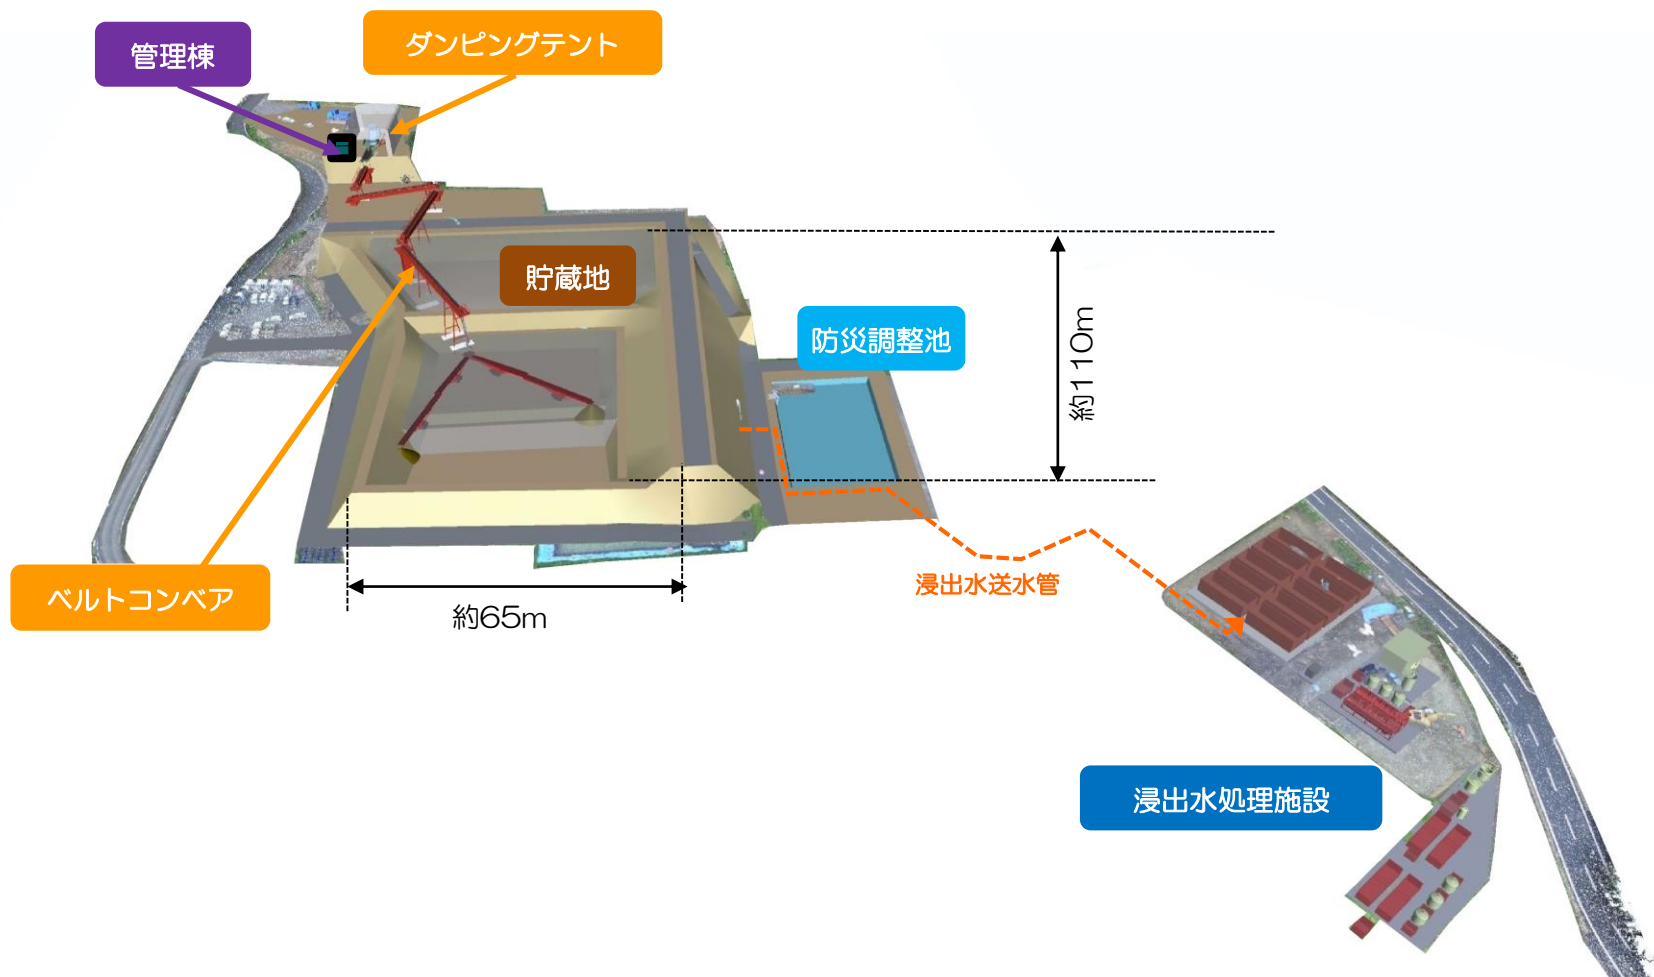 管理棟
ダンピングテント
貯蔵地
防災調整池
約110m
ベルトコンベア
浸出水送水管
約65m
浸出水処理施設